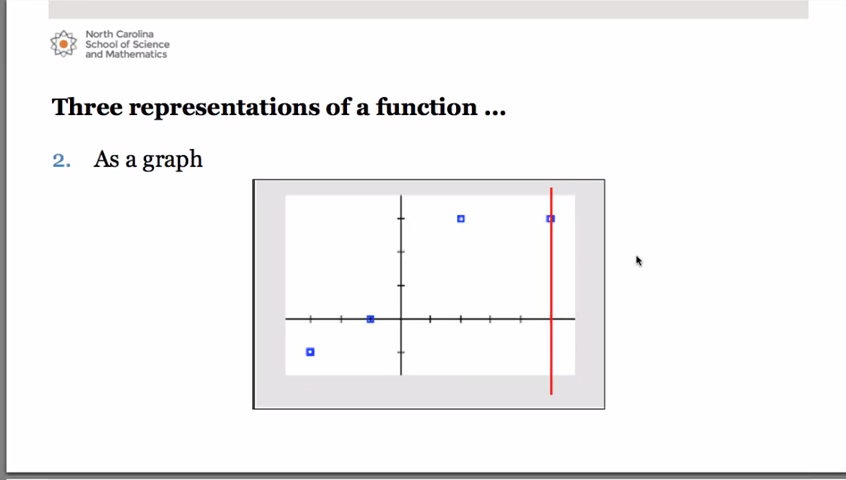 North Carolina
School of Science
and Mathematics
Three representations of a function ...
2. As a graph